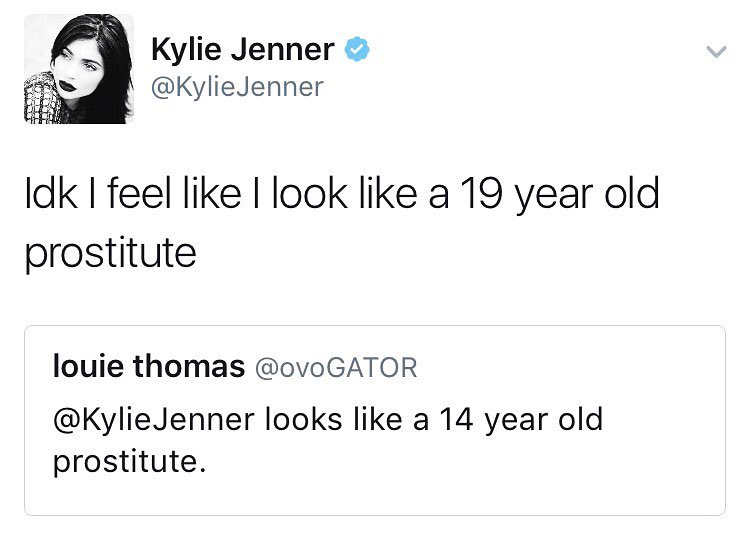 Kylie Jenner
@KylieJenner
Idk I feel like I look like a 19 year old
prostitute
louie thomas @ovoGATOR
@KylieJenner looks like a 14 year old
prostitute.